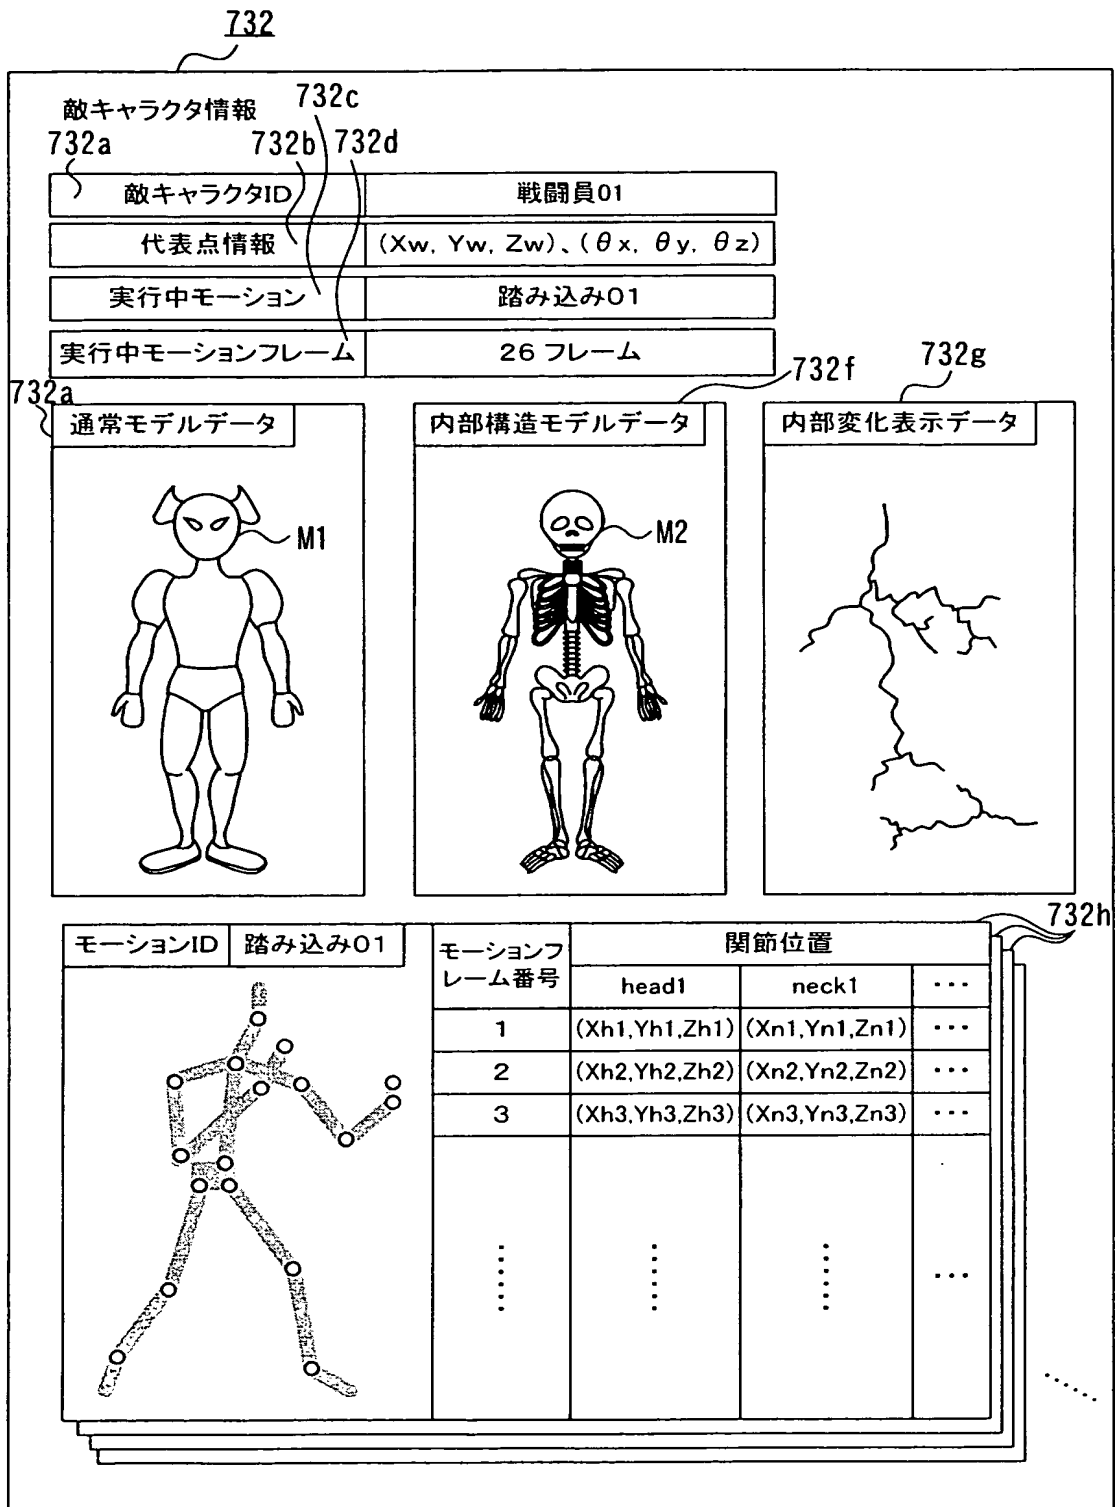 732
敵キャラクタ情報
732c
732a
732b
732d
敵キャラクタID
戦闘員01
代表点情報
(Xw, Yw, Zw)、(θx, θy, θz)
実行中モーション
踏み込み01
実行中モーションフレーム
26 フレーム
732a
732f
732g
通常モデルデータ
内部構造モデルデータ
内部変化表示データ
M1
M2
732h
モーションID
踏み込み01
モーションフ
レーム番号
関節位置
head1
neck1
...
1
(Xh1,Yh1,Zh1)
(Xn1,Yn1,Zn1)
...
2
(Xh2,Yh2,Zh2)
(Xn2,Yn2,Zn2)
...
3
(Xh3,Yh3,Zh3)
(Xn3,Yn3,Zn3)
...